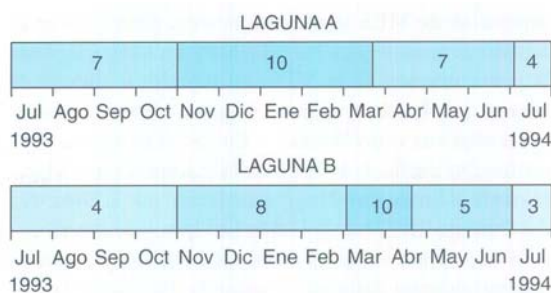 LAGUNA A
7 10 7 4
Jul Ago Sep Oct Nov Dic Ene Feb Mar Abr May Jun Jul
1993 1994
LAGUNA B
4 8 10 5 3
Jul Ago Sep Oct Nov Dic Ene Feb Mar Abr May Jun Jul
1993 1994